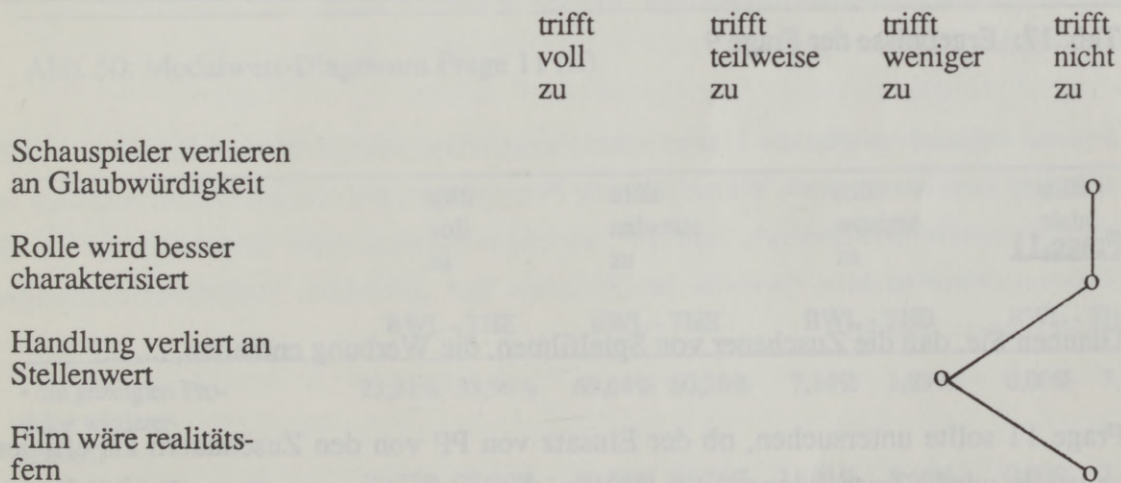 trifft trifft trifft trifft
voll teilweise weniger nicht
zu zu zu zu
Schauspieler verlieren
an Glaubwürdigkeit
Rolle wird besser
charakterisiert
Handlung verliert an
Stellenwert
Film wäre realitäts-
fern